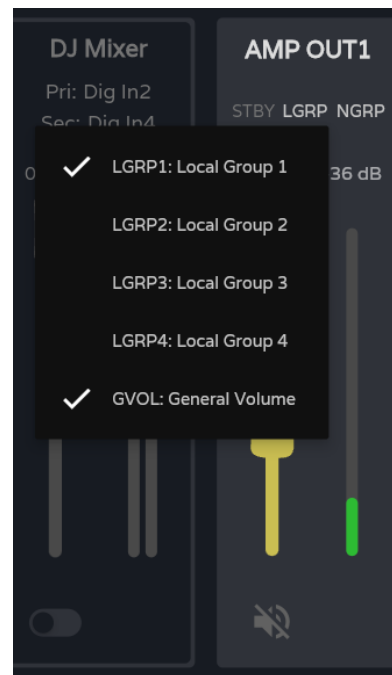 DJ Mixer
Pri: Dig In2
Sec: Dig In4
AMP OUT1
STBY LGRP NGRP
36 dB
LGRP1: Local Group 1
LGRP2: Local Group 2
LGRP3: Local Group 3
LGRP4: Local Group 4
GVOL: General Volume